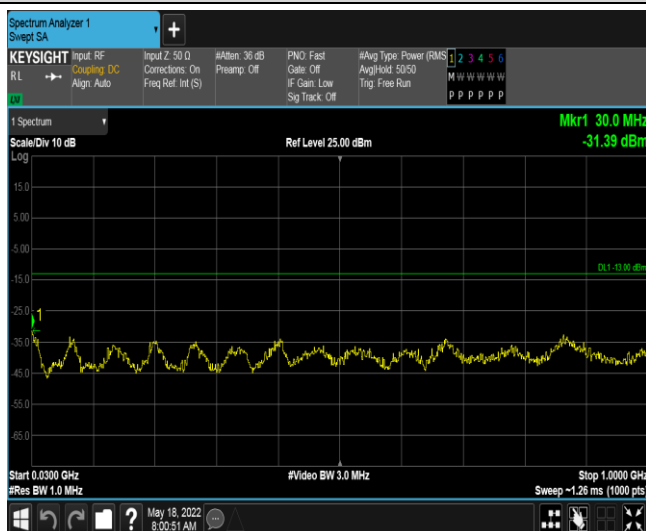 Spectrum Analyzer 1
Swept SA
+
KEYSIGHT
RL
LXI
Input: RF
Coupling: DC
Align: Auto
Input Z: 50 Ω
Corrections: On
Freq Ref: Int (S)
#Atten: 36 dB
Preamp: Off
PNO: Fast
Gate: Off
IF Gain: Low
Sig Track: Off
#Avg Type: Power (RMS
Avg|Hold: 50/50
Trig: Free Run
1 2 3 4 5 6
M W W W W W
P P P P P P
1 Spectrum
Mkr1 30.0 MHz
-31.39 dBm
Scale/Div 10 dB
Ref Level 25.00 dBm
Log
15.0
5.00
-5.00
DL1 -13.00 dBm
-15.0
-25.0
1
-35.0
-45.0
-55.0
-65.0
Start 0.0300 GHz
#Video BW 3.0 MHz
Stop 1.0000 GHz
#Res BW 1.0 MHz
Sweep ~1.26 ms (1000 pts)
?
May 18, 2022
8:00:51 AM